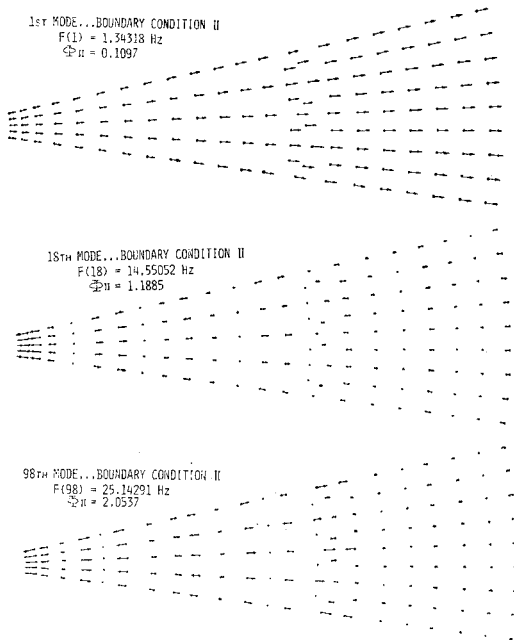 1ST MODE...BOUNDARY CONDITION II
F(1) = 1.34318 Hz
Φ II = 0.1097
18TH MODE...BOUNDARY CONDITION II
F(18) = 14.55052 Hz
Φ II = 1.1885
98TH MODE...BOUNDARY CONDITION II
F(98) = 25.14291 Hz
Φ II = 2.0537